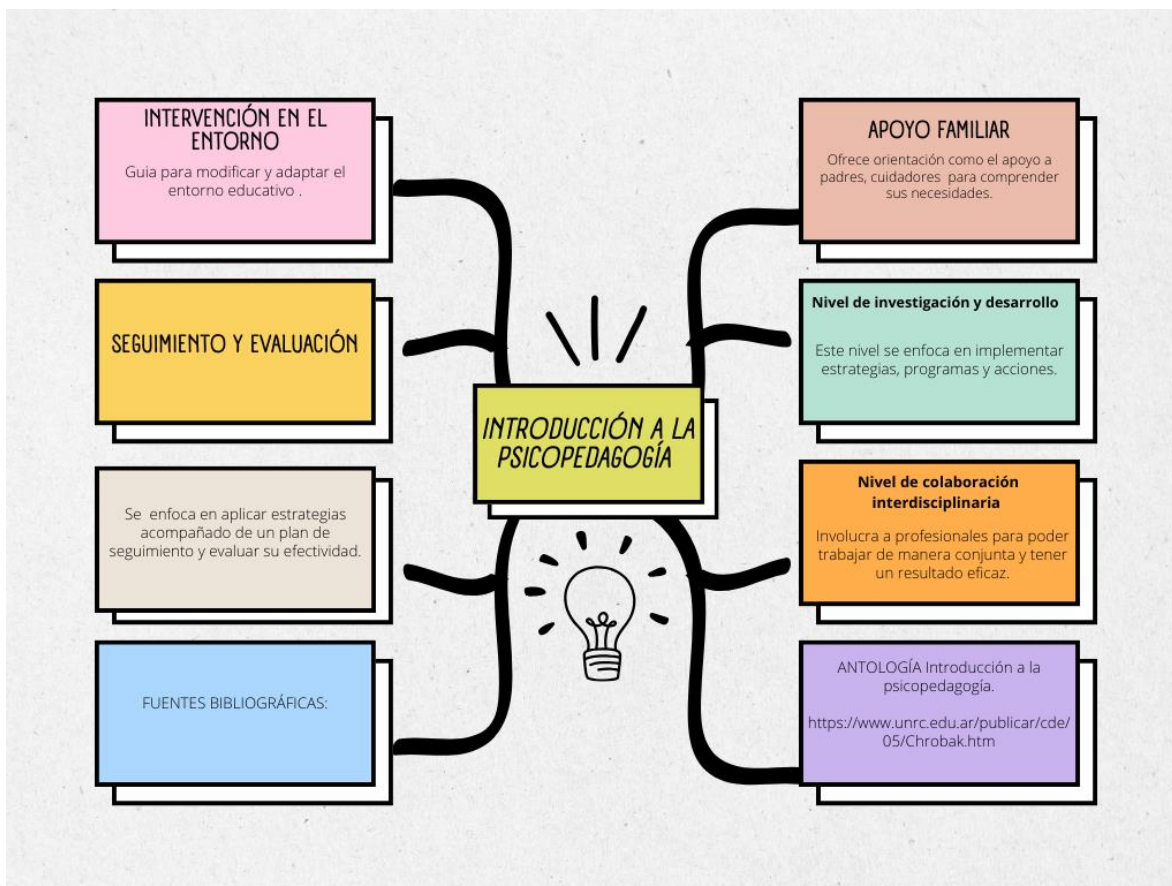 INTERVENCIÓN EN EL
ENTORNO
Guia para modificar y adaptar el
entorno educativo .
SEGUIMIENTO Y EVALUACIÓN
Se enfoca en aplicar estrategias
acompañado de un plan de
seguimiento y evaluar su efectividad.
FUENTES BIBLIOGRÁFICAS:
INTRODUCCIÓN A LA
PSICOPEDAGOGÍA
APOYO FAMILIAR
Ofrece orientación como el apoyo a
padres, cuidadores para comprender
sus necesidades.
Nivel de investigación y desarrollo
Este nivel se enfoca en implementar
estrategias, programas y acciones.
Nivel de colaboración
interdisciplinaria
Involucra a profesionales para poder
trabajar de manera conjunta y tener
un resultado eficaz.
ANTOLOGÍA Introducción a la
psicopedagogía.
https://www.unrc.edu.ar/publicar/cde/
05/Chrobak.htm